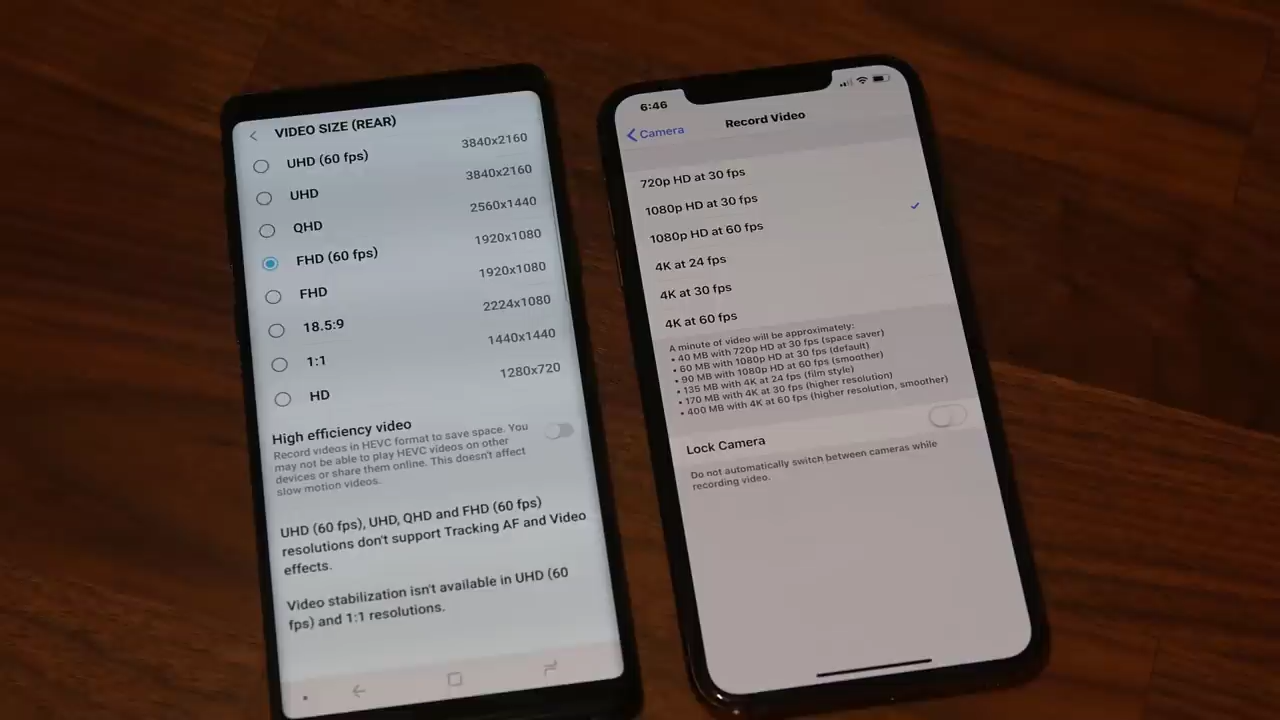 VIDEO SIZE (REAR)
UHD (60 fps) 3840x2160
UHD 3840x2160
QHD 2560x1440
FHD (60 fps) 1920x1080
FHD 1920x1080
18.5:9 2224x1080
1:1 1440x1440
HD 1280x720
High efficiency video
Record videos in HEVC format to save space. You
may not be able to play HEVC videos on other
devices or share them online. This doesn't affect
slow motion videos.
UHD (60 fps), UHD, QHD and FHD (60 fps)
resolutions don't support Tracking AF and Video
effects.
Video stabilization isn't available in UHD (60
fps) and 1:1 resolutions.
6:46
Camera Record Video
720p HD at 30 fps
1080p HD at 30 fps
1080p HD at 60 fps
4K at 24 fps
4K at 30 fps
4K at 60 fps
A minute of video will be approximately:
• 40 MB with 720p HD at 30 fps (space saver)
• 60 MB with 1080p HD at 30 fps (default)
• 90 MB with 1080p HD at 60 fps (smoother)
• 135 MB with 4K at 24 fps (film style)
• 170 MB with 4K at 30 fps (higher resolution)
• 400 MB with 4K at 60 fps (higher resolution, smoother)
Lock Camera
Do not automatically switch between cameras while
recording video.